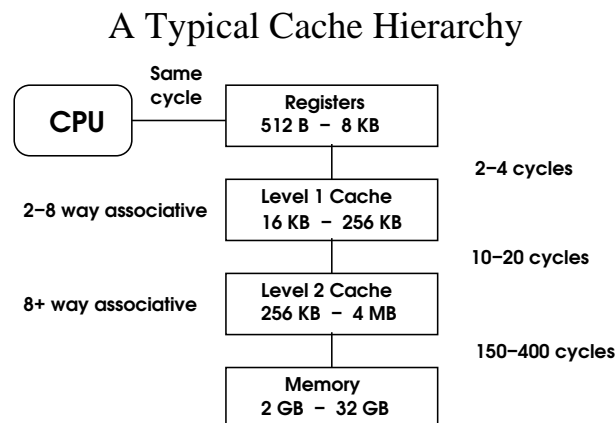 A Typical Cache Hierarchy
Same
cycle
CPU
Registers
512 B – 8 KB
2–4 cycles
2–8 way associative
Level 1 Cache
16 KB – 256 KB
10–20 cycles
8+ way associative
Level 2 Cache
256 KB – 4 MB
150–400 cycles
Memory
2 GB – 32 GB